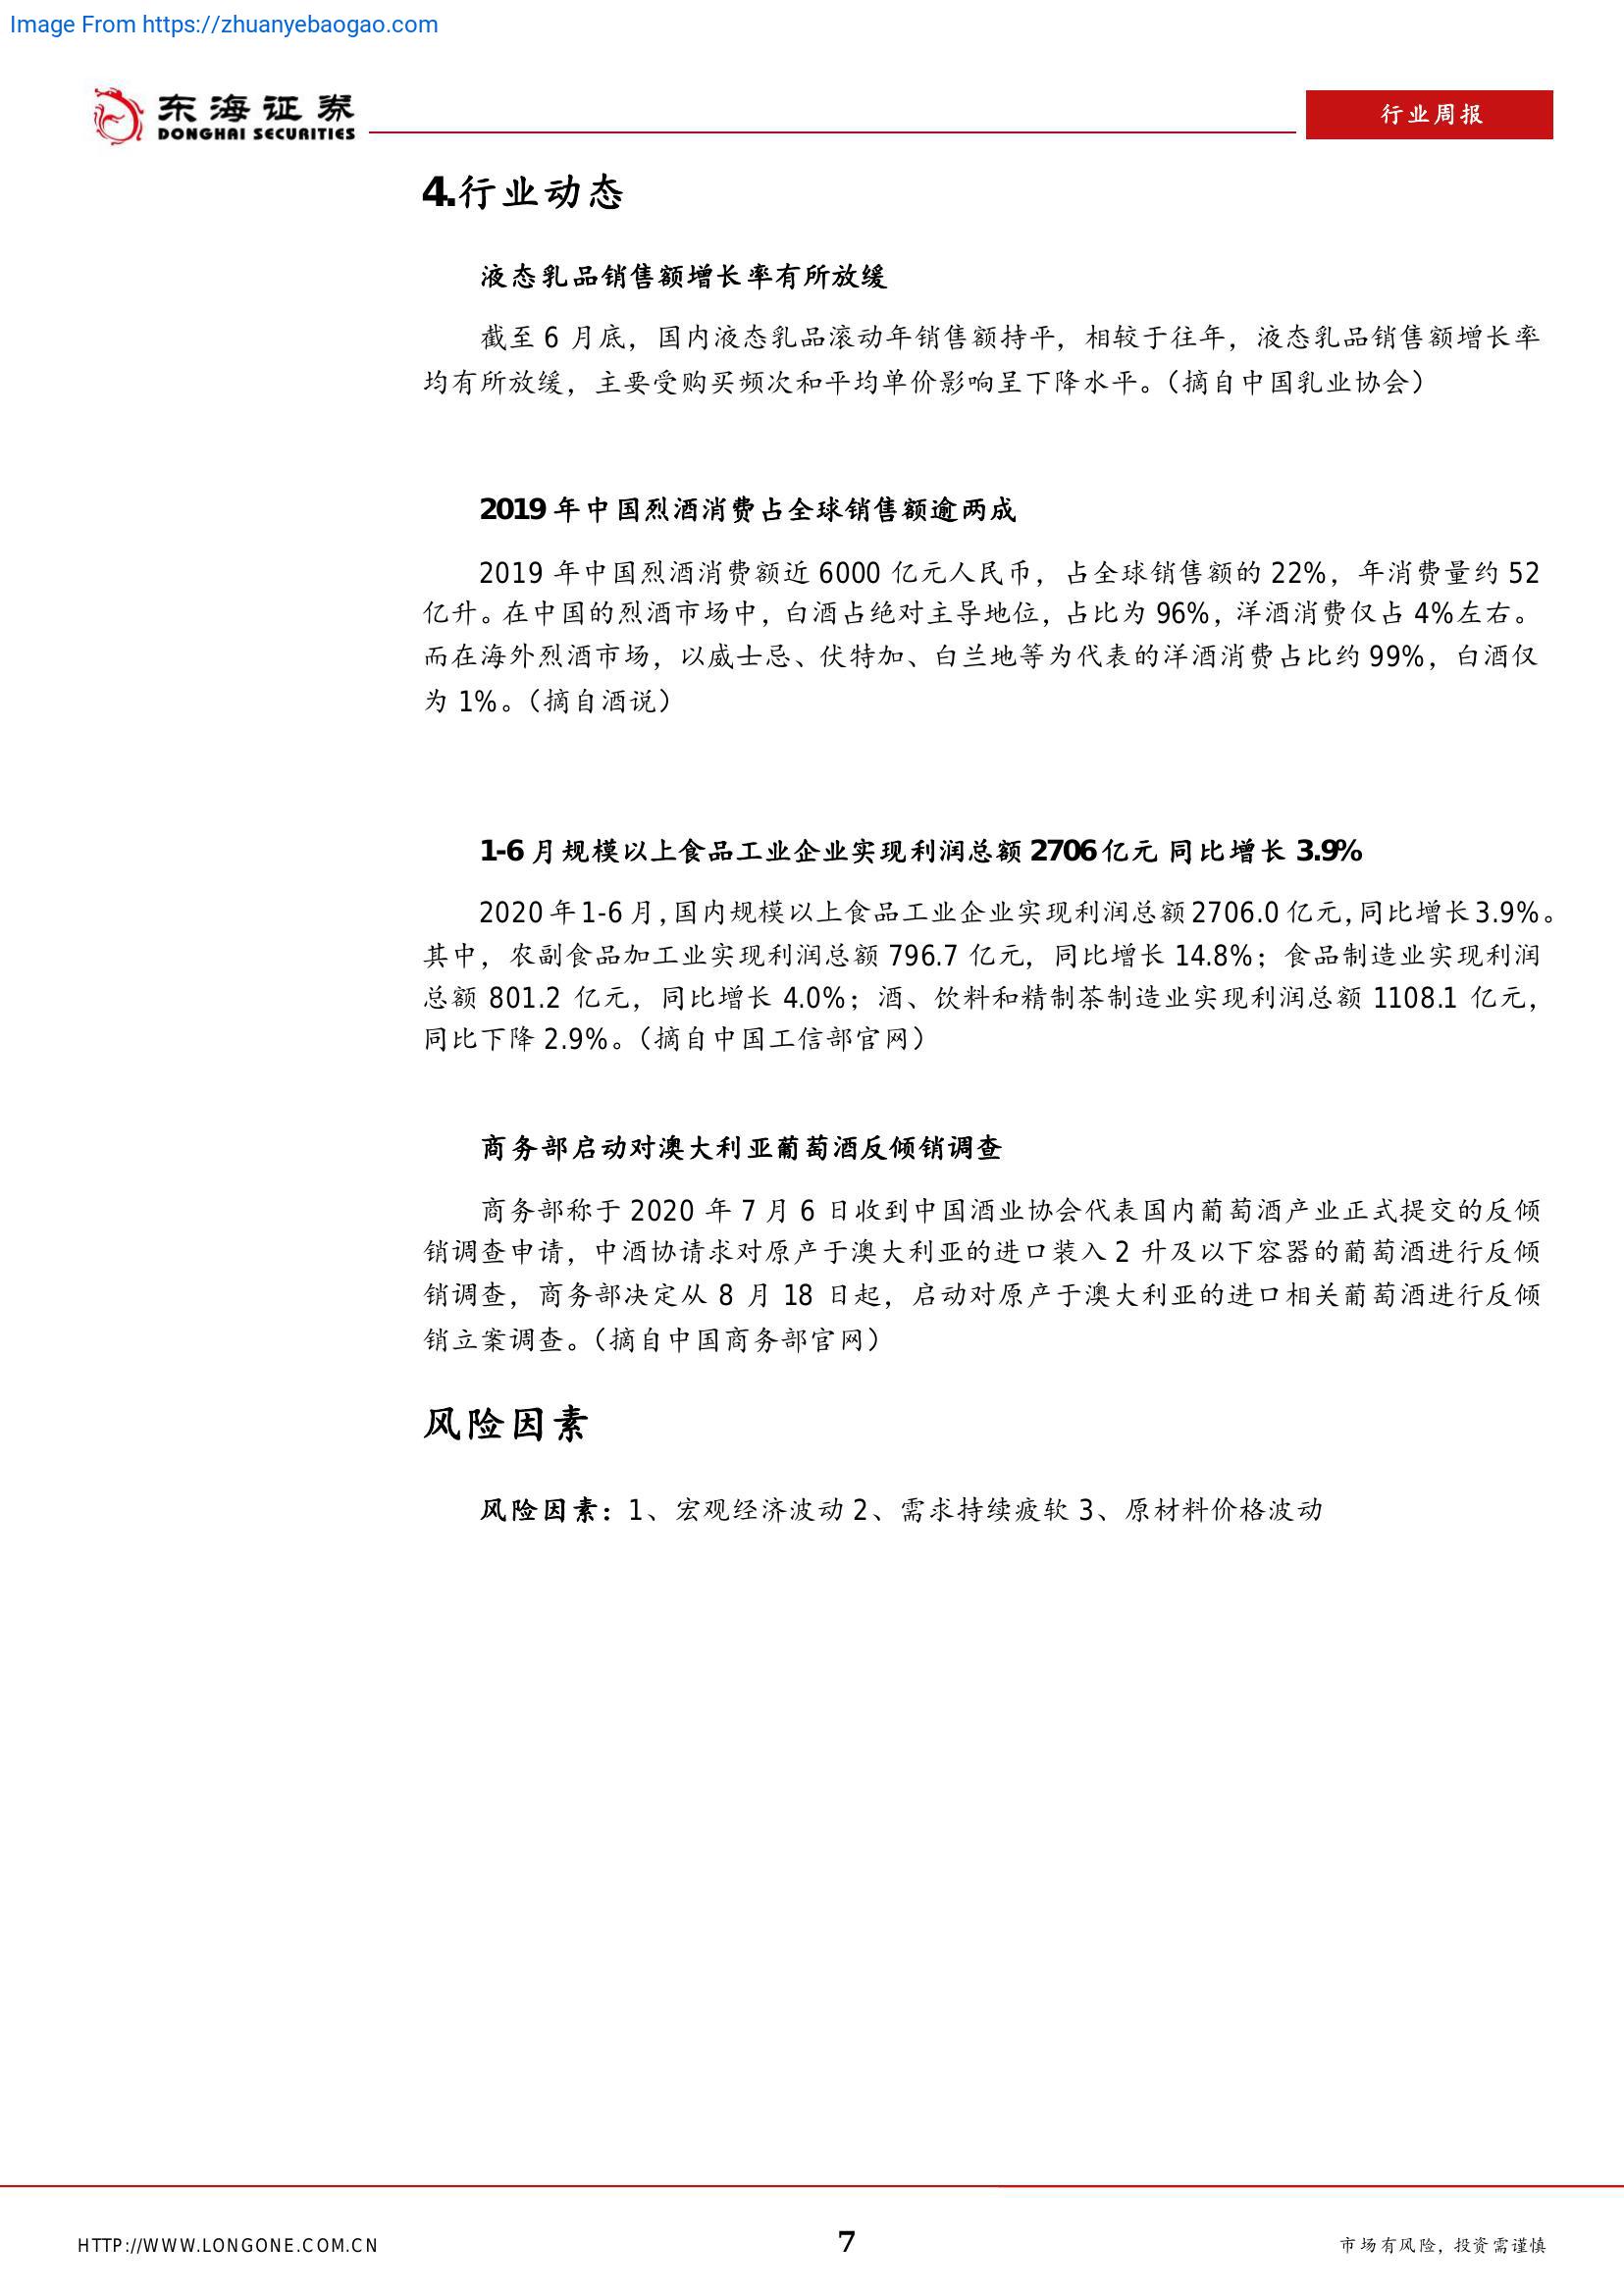 Image From https://zhuanyebaogao.com
东海证券
DONGHAI SECURITIES
行业周报
4.行业动态
液态乳品销售额增长率有所放缓
截至 6 月底，国内液态乳品滚动年销售额持平，相较于往年，液态乳品销售额增长率
均有所放缓，主要受购买频次和平均单价影响呈下降水平。（摘自中国乳业协会）
2019 年中国烈酒消费占全球销售额逾两成
2019 年中国烈酒消费额近 6000 亿元人民币，占全球销售额的 22%，年消费量约 52
亿升。在中国的烈酒市场中，白酒占绝对主导地位，占比为 96%，洋酒消费仅占 4%左右。
而在海外烈酒市场，以威士忌、伏特加、白兰地等为代表的洋酒消费占比约 99%，白酒仅
为 1%。（摘自酒说）
1-6 月规模以上食品工业企业实现利润总额 2706 亿元 同比增长 3.9%
2020 年 1-6 月，国内规模以上食品工业企业实现利润总额 2706.0 亿元，同比增长 3.9%。
其中，农副食品加工业实现利润总额 796.7 亿元，同比增长 14.8%；食品制造业实现利润
总额 801.2 亿元，同比增长 4.0%；酒、饮料和精制茶制造业实现利润总额 1108.1 亿元，
同比下降 2.9%。（摘自中国工信部官网）
商务部启动对澳大利亚葡萄酒反倾销调查
商务部称于 2020 年 7 月 6 日收到中国酒业协会代表国内葡萄酒产业正式提交的反倾
销调查申请，中酒协请求对原产于澳大利亚的进口装入 2 升及以下容器的葡萄酒进行反倾
销调查，商务部决定从 8 月 18 日起，启动对原产于澳大利亚的进口相关葡萄酒进行反倾
销立案调查。（摘自中国商务部官网）
风险因素
风险因素：1、宏观经济波动 2、需求持续疲软 3、原材料价格波动
HTTP://WWW.LONGONE.COM.CN
7
市场有风险，投资需谨慎